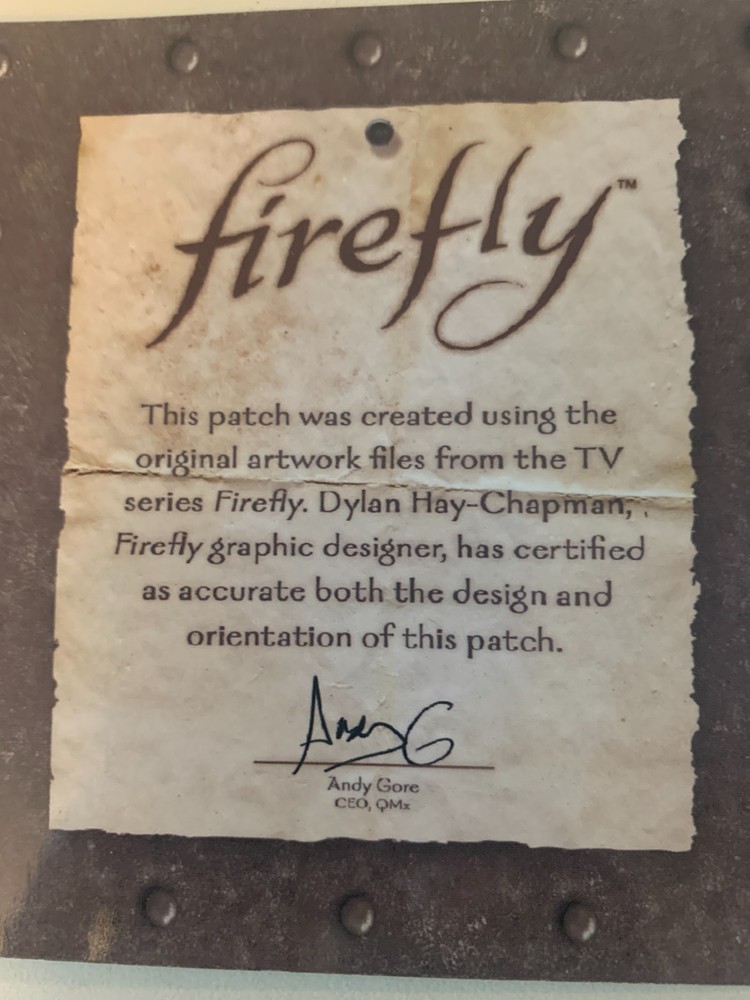 firefly™
This patch was created using the
original artwork files from the TV
series Firefly. Dylan Hay-Chapman,
Firefly graphic designer, has certified
as accurate both the design and
orientation of this patch.
Andy G
Andy Gore
CEO, QMx